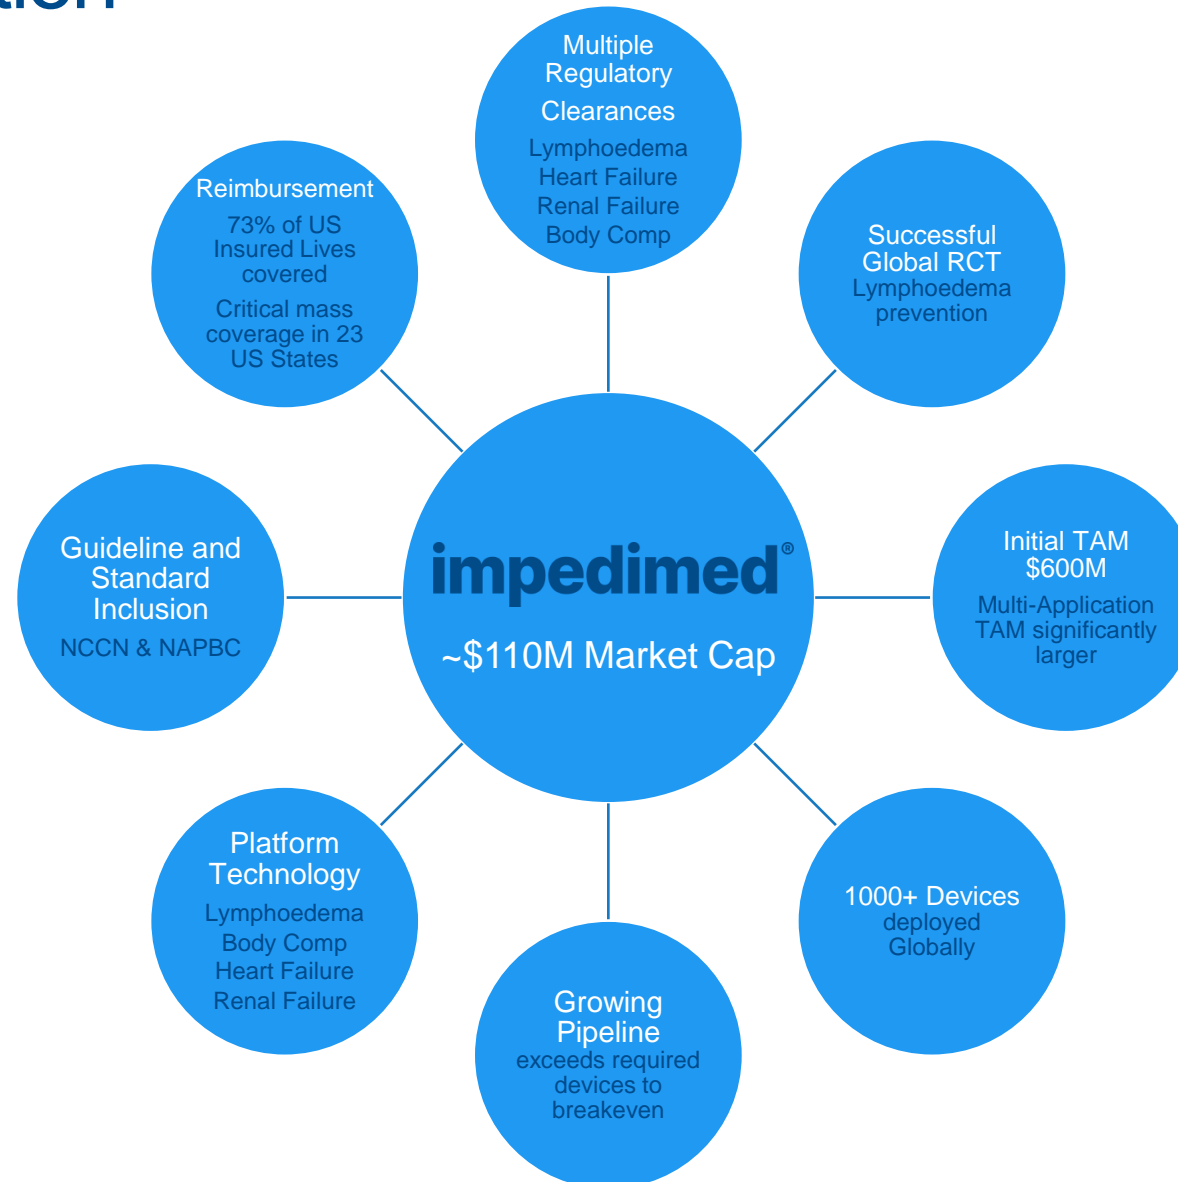 Multiple
Regulatory
Clearances
Lymphoedema
Heart Failure
Renal Failure
Body Comp
Reimbursement
73% of US
Insured Lives
covered
Critical mass
coverage in 23
US States
Successful
Global RCT
Lymphoedema
prevention
Guideline and
Standard
Inclusion
NCCN & NAPBC
impedimed®
~$110M Market Cap
Initial TAM
$600M
Multi-Application
TAM significantly
larger
Platform
Technology
Lymphoedema
Body Comp
Heart Failure
Renal Failure
1000+ Devices
deployed
Globally
Growing
Pipeline
exceeds required
devices to
breakeven